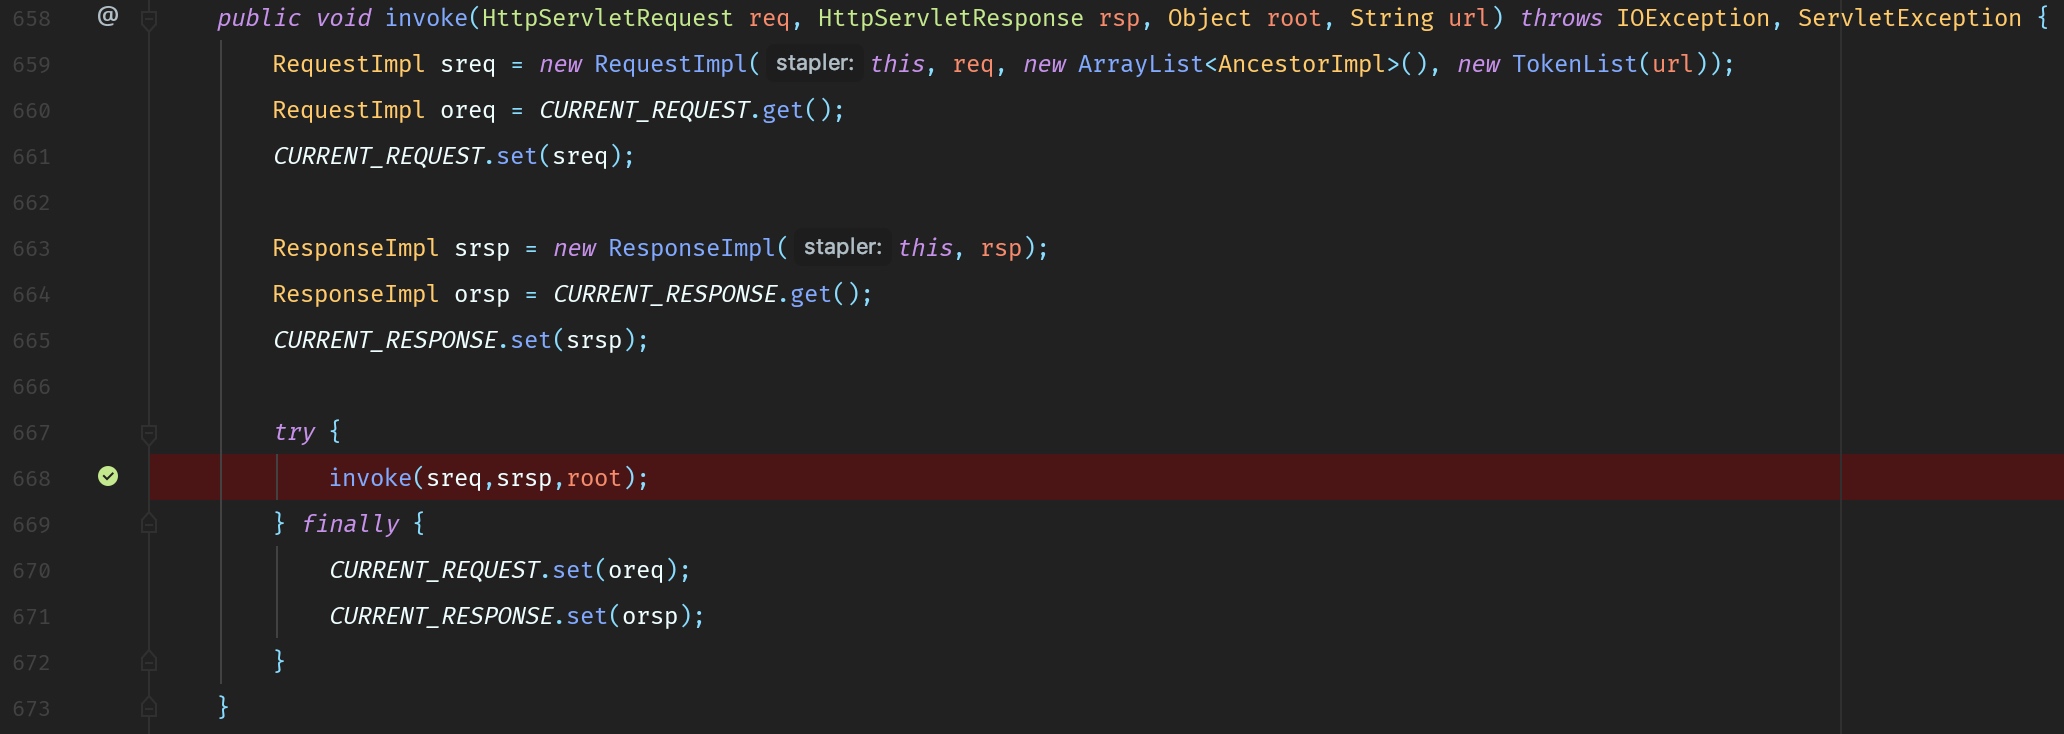 658 @ public void invoke(HttpServletRequest req, HttpServletResponse rsp, Object root, String url) throws IOException, ServletException {
659 RequestImpl sreq = new RequestImpl( stapler: this, req, new ArrayList<AncestorImpl>(), new TokenList(url));
660 RequestImpl oreq = CURRENT_REQUEST.get();
661 CURRENT_REQUEST.set(sreq);
662
663 ResponseImpl srsp = new ResponseImpl( stapler: this, rsp);
664 ResponseImpl orsp = CURRENT_RESPONSE.get();
665 CURRENT_RESPONSE.set(srsp);
666
667 try {
668 invoke(sreq,srsp,root);
669 } finally {
670 CURRENT_REQUEST.set(oreq);
671 CURRENT_RESPONSE.set(orsp);
672 }
673 }